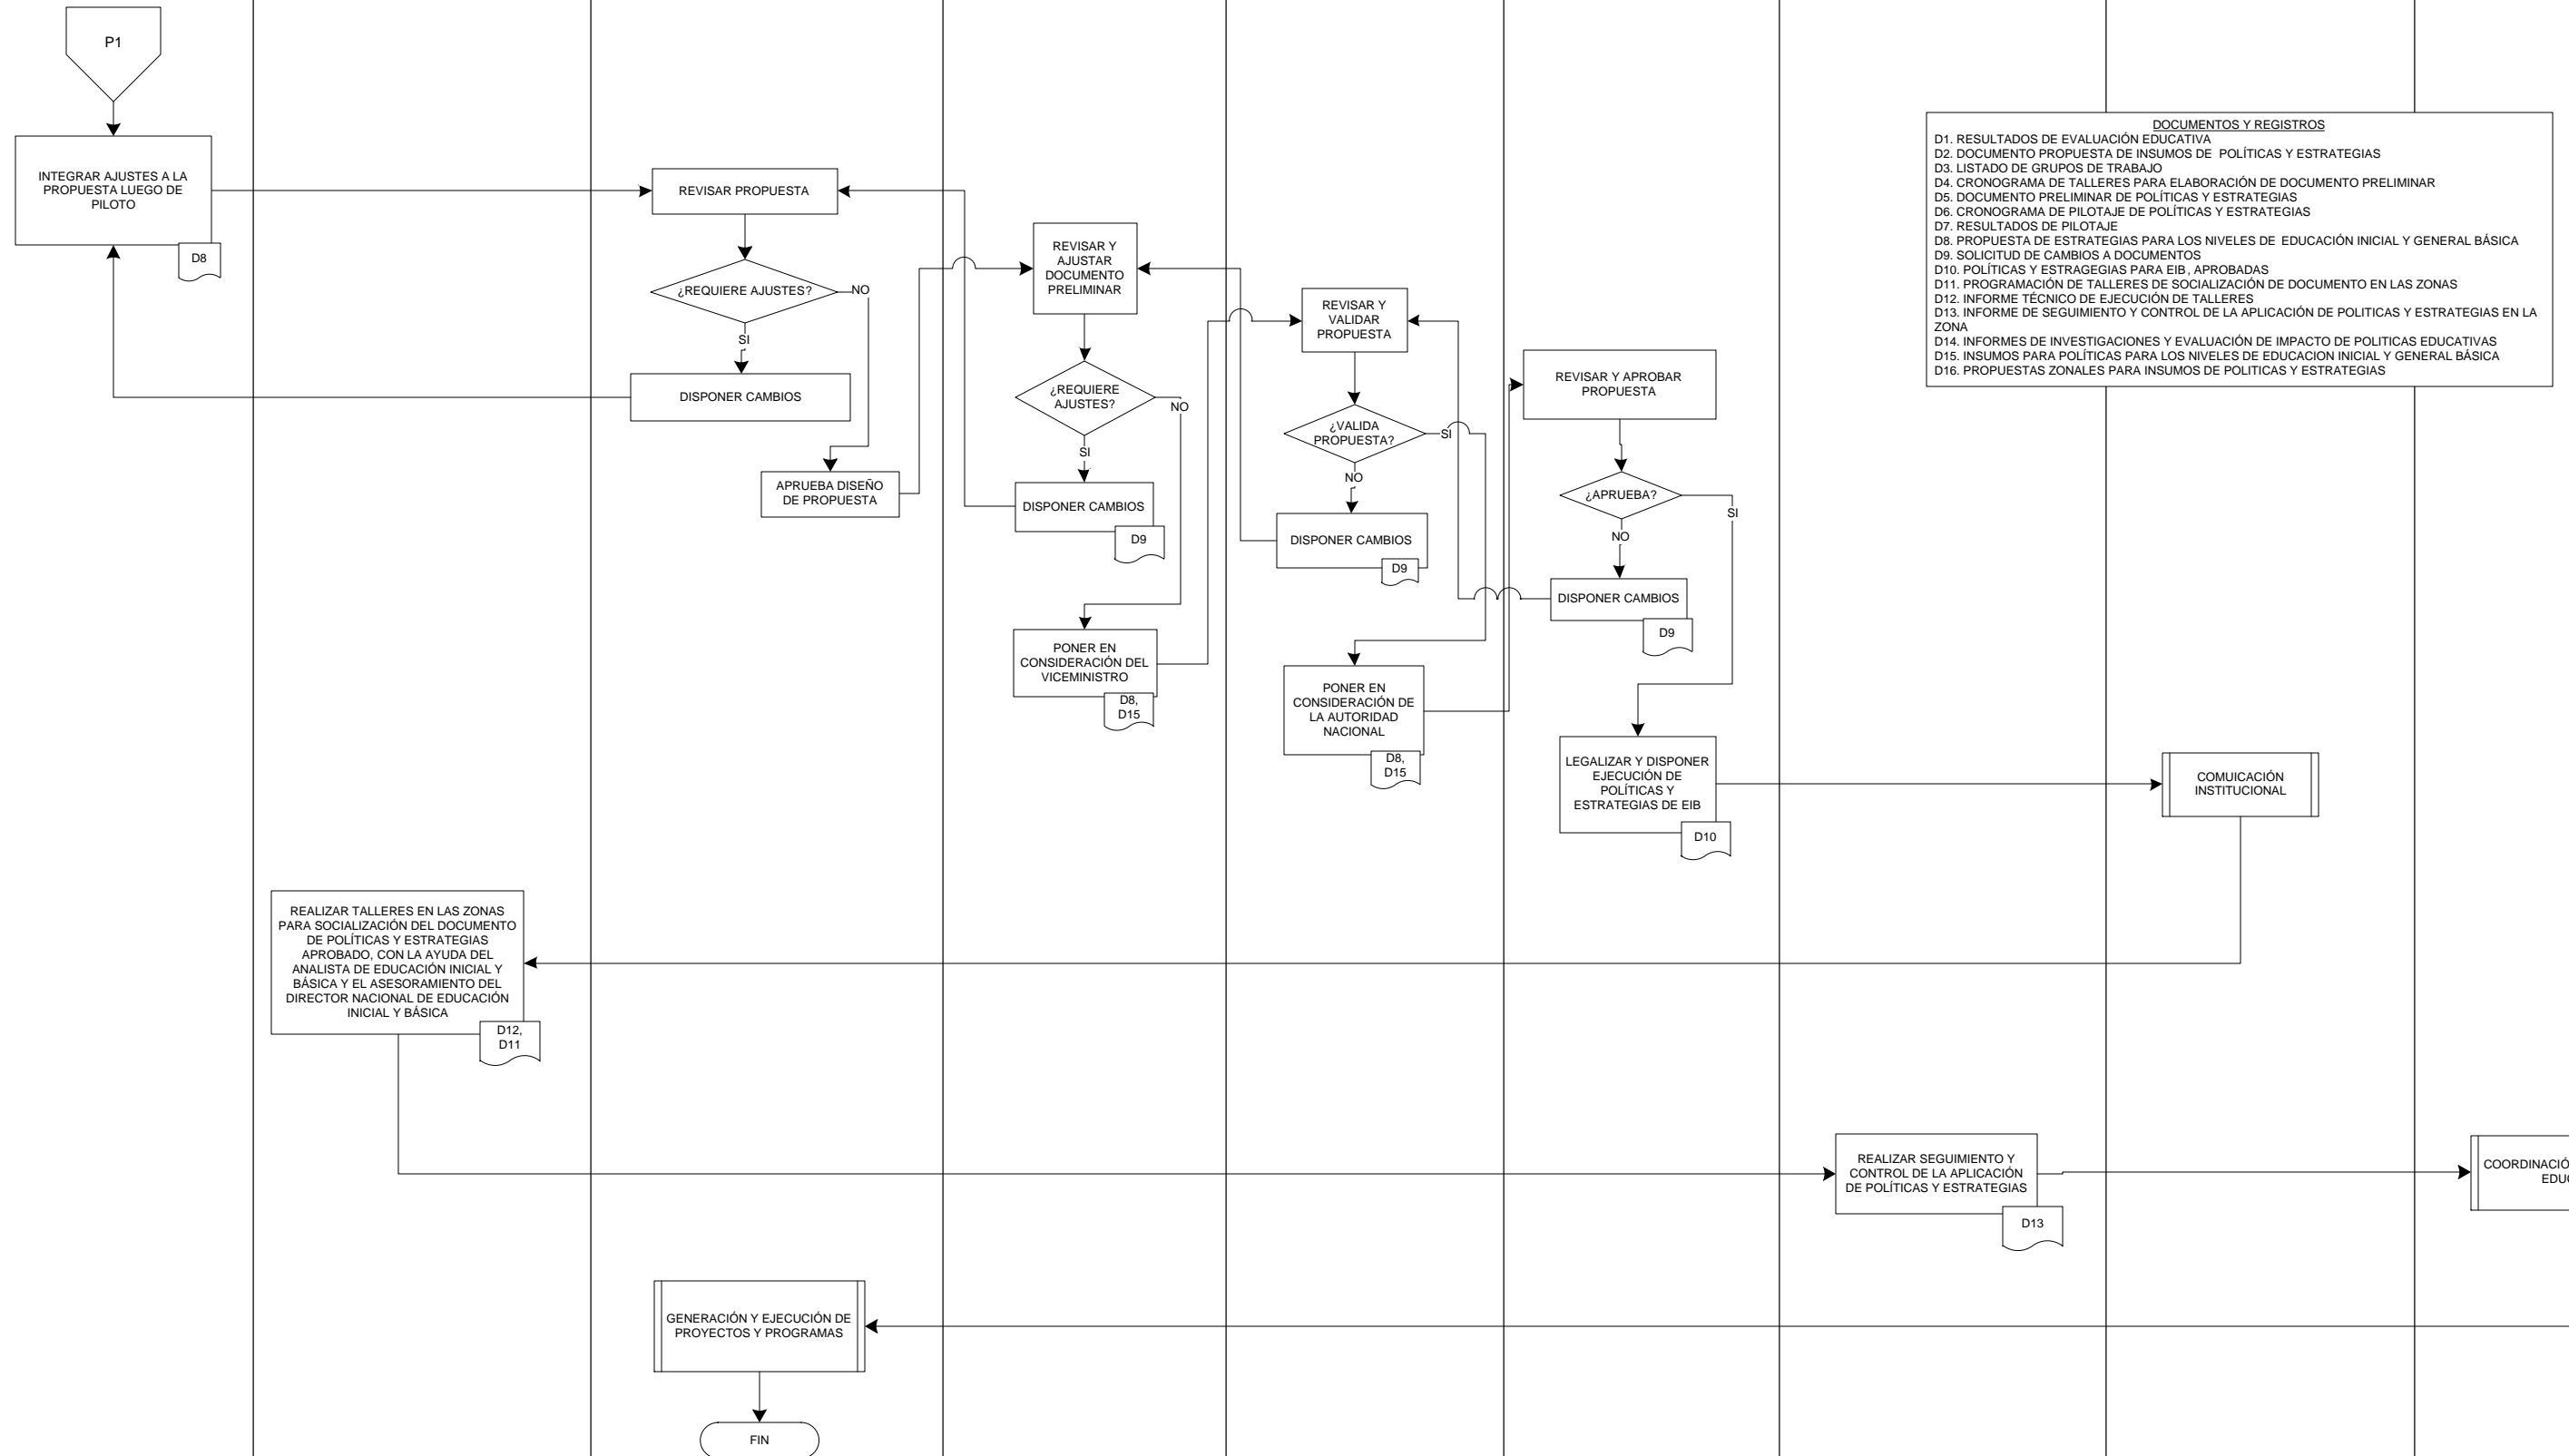 P1
INTEGRAR AJUSTES A LA
PROPUESTA LUEGO DE
PILOTO
D8
REVISAR PROPUESTA
¿REQUIERE AJUSTES?
NO
SI
DISPONER CAMBIOS
APRUEBA DISEÑO
DE PROPUESTA
REVISAR Y
AJUSTAR
DOCUMENTO
PRELIMINAR
¿REQUIERE
AJUSTES?
NO
SI
DISPONER CAMBIOS
D9
PONER EN
CONSIDERACIÓN DEL
VICEMINISTRO
D8,
D15
REVISAR Y
VALIDAR
PROPUESTA
¿VALIDA
PROPUESTA?
SI
NO
DISPONER CAMBIOS
D9
PONER EN
CONSIDERACIÓN DE
LA AUTORIDAD
NACIONAL
D8,
D15
REVISAR Y APROBAR
PROPUESTA
¿APRUEBA?
SI
NO
DISPONER CAMBIOS
D9
LEGALIZAR Y DISPONER
EJECUCIÓN DE
POLÍTICAS Y
ESTRATEGIAS DE EIB
D10
DOCUMENTOS Y REGISTROS
D1. RESULTADOS DE EVALUACIÓN EDUCATIVA
D2. DOCUMENTO PROPUESTA DE INSUMOS DE POLÍTICAS Y ESTRATEGIAS
D3. LISTADO DE GRUPOS DE TRABAJO
D4. CRONOGRAMA DE TALLERES PARA ELABORACIÓN DE DOCUMENTO PRELIMINAR
D5. DOCUMENTO PRELIMINAR DE POLÍTICAS Y ESTRATEGIAS
D6. CRONOGRAMA DE PILOTAJE DE POLÍTICAS Y ESTRATEGIAS
D7. RESULTADOS DE PILOTAJE
D8. PROPUESTA DE ESTRATEGIAS PARA LOS NIVELES DE EDUCACIÓN INICIAL Y GENERAL BÁSICA
D9. SOLICITUD DE CAMBIOS A DOCUMENTOS
D10. POLÍTICAS Y ESTRAGEGIAS PARA EIB, APROBADAS
D11. PROGRAMACIÓN DE TALLERES DE SOCIALIZACIÓN DE DOCUMENTO EN LAS ZONAS
D12. INFORME TÉCNICO DE EJECUCIÓN DE TALLERES
D13. INFORME DE SEGUIMIENTO Y CONTROL DE LA APLICACIÓN DE POLITICAS Y ESTRATEGIAS EN LA
ZONA
D14. INFORMES DE INVESTIGACIONES Y EVALUACIÓN DE IMPACTO DE POLITICAS EDUCATIVAS
D15. INSUMOS PARA POLÍTICAS PARA LOS NIVELES DE EDUCACION INICIAL Y GENERAL BÁSICA
D16. PROPUESTAS ZONALES PARA INSUMOS DE POLITICAS Y ESTRATEGIAS
COMUICACIÓN
INSTITUCIONAL
REALIZAR TALLERES EN LAS ZONAS
PARA SOCIALIZACIÓN DEL DOCUMENTO
DE POLÍTICAS Y ESTRATEGIAS
APROBADO, CON LA AYUDA DEL
ANALISTA DE EDUCACIÓN INICIAL Y
BÁSICA Y EL ASESORAMIENTO DEL
DIRECTOR NACIONAL DE EDUCACIÓN
INICIAL Y BÁSICA
D12,
D11
REALIZAR SEGUIMIENTO Y
CONTROL DE LA APLICACIÓN
DE POLÍTICAS Y ESTRATEGIAS
D13
GENERACIÓN Y EJECUCIÓN DE
PROYECTOS Y PROGRAMAS
FIN